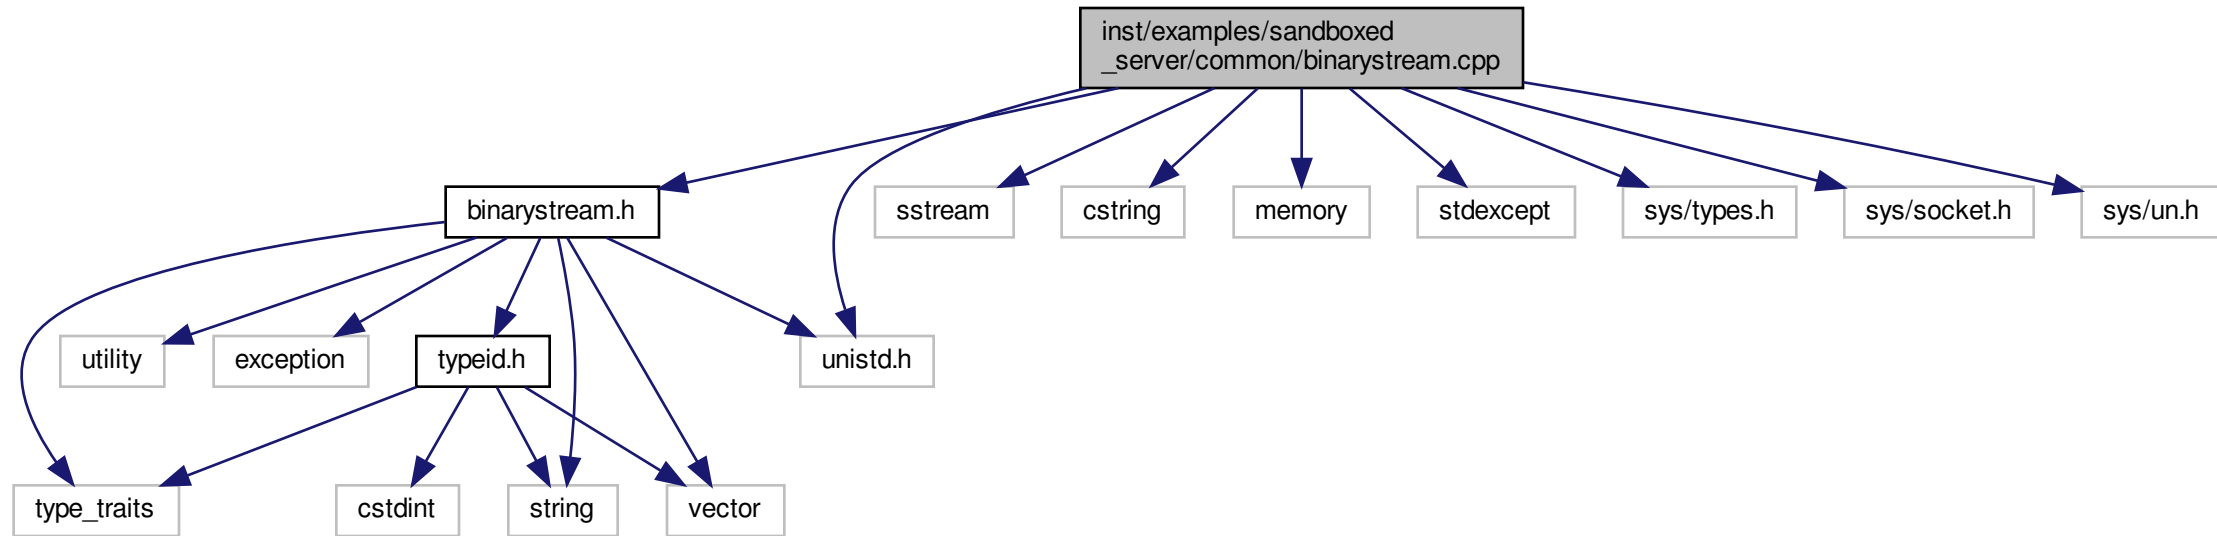 inst/examples/sandboxed
_server/common/binarystream.cpp
binarystream.h
sstream
cstring
memory
stdexcept
sys/types.h
sys/socket.h
sys/un.h
utility
exception
typeid.h
unistd.h
type_traits
cstdint
string
vector